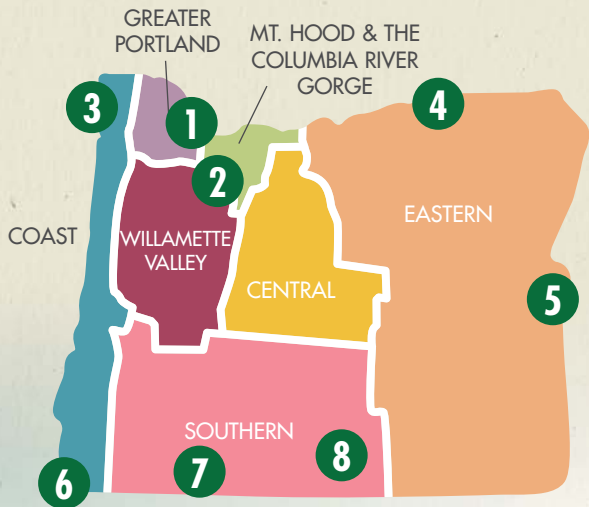 GREATER
PORTLAND
MT. HOOD & THE
COLUMBIA RIVER
GORGE
3
1
4
2
EASTERN
COAST
WILLAMETTE
VALLEY
CENTRAL
5
SOUTHERN
8
7
6